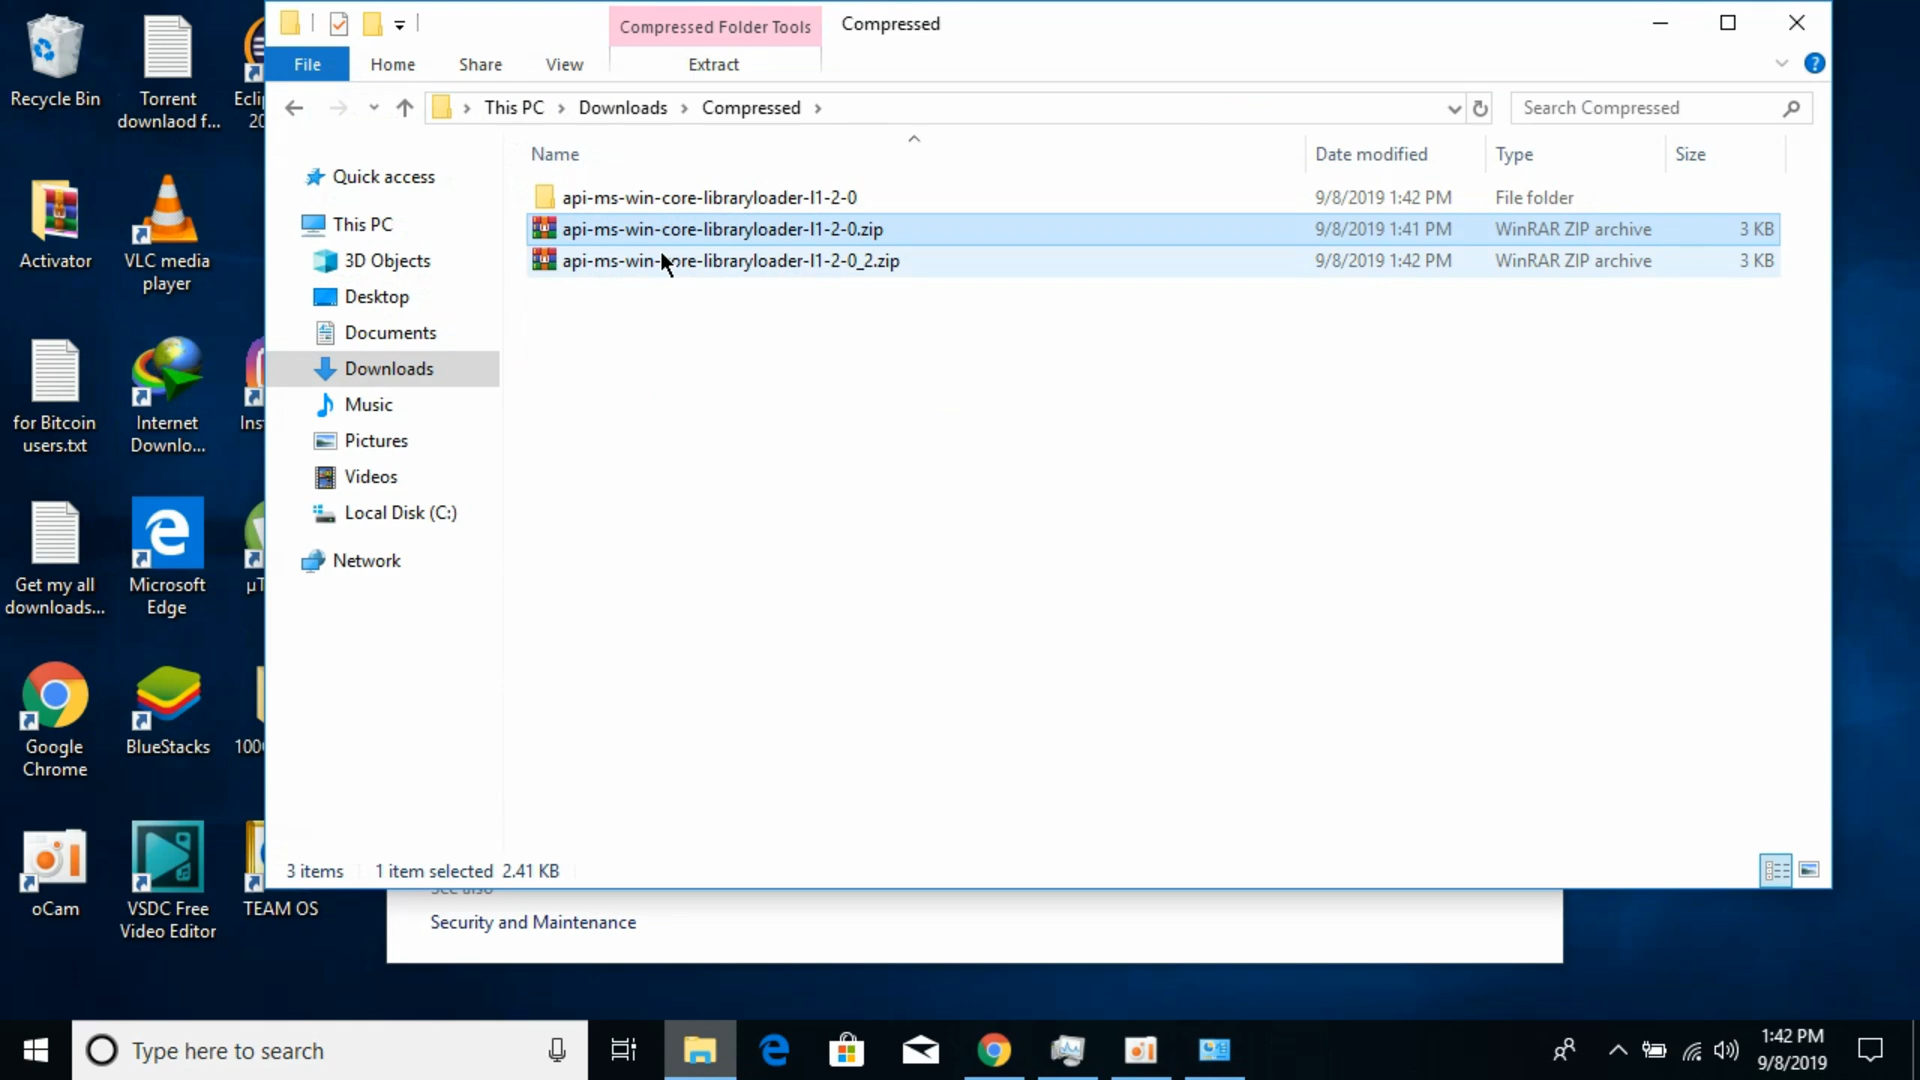 Compressed Folder Tools
Compressed
File
Home
Share
View
Extract
This PC
Downloads
Compressed
Search Compressed
Name
Date modified
Type
Size
api-ms-win-core-libraryloader-l1-2-0
9/8/2019 1:42 PM
File folder
api-ms-win-core-libraryloader-l1-2-0.zip
9/8/2019 1:41 PM
WinRAR ZIP archive
3 KB
api-ms-win-core-libraryloader-l1-2-0_2.zip
9/8/2019 1:42 PM
WinRAR ZIP archive
3 KB
Quick access
This PC
3D Objects
Desktop
Documents
Downloads
Music
Pictures
Videos
Local Disk (C:)
Network
3 items
1 item selected 2.41 KB
See also
Security and Maintenance
Recycle Bin
Torrent
downlaod f...
Ecli
20
Activator
VLC media
player
for Bitcoin
users.txt
Internet
Downlo...
Ins
Get my all
downloads...
Microsoft
Edge
µT
Google
Chrome
BlueStacks
100
oCam
VSDC Free
Video Editor
TEAM OS
Type here to search
1:42 PM
9/8/2019